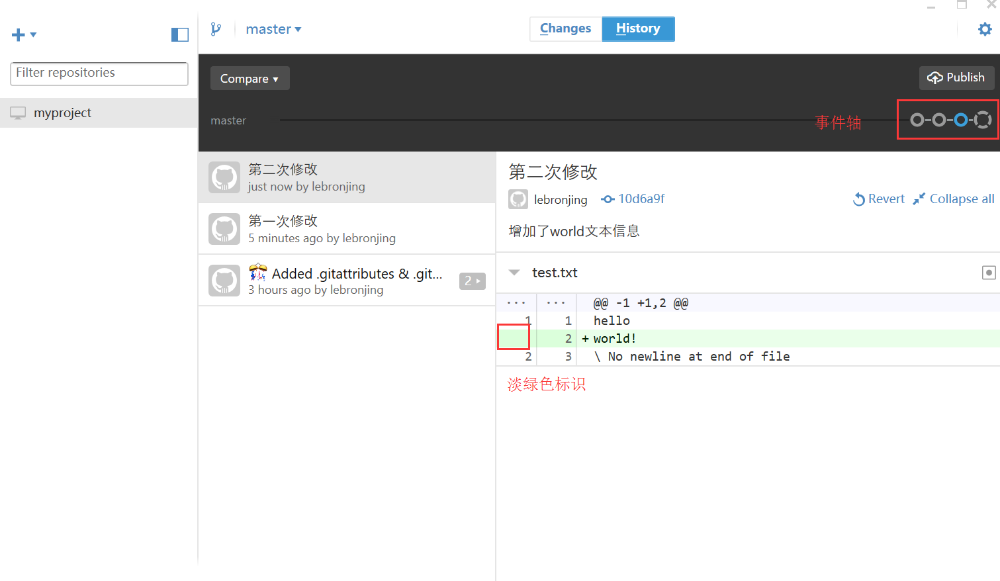 master
Changes
History
Filter repositories
myproject
Compare
Publish
master
事件轴
第二次修改
just now by lebronjing
第一次修改
5 minutes ago by lebronjing
Added .gitattributes & .git...
2
3 hours ago by lebronjing
第二次修改
lebronjing
10d6a9f
Revert
Collapse all
增加了world文本信息
test.txt
... ... @@ -1 +1,2 @@
1 1 hello
2 + world!
2 3 \ No newline at end of file
淡绿色标识